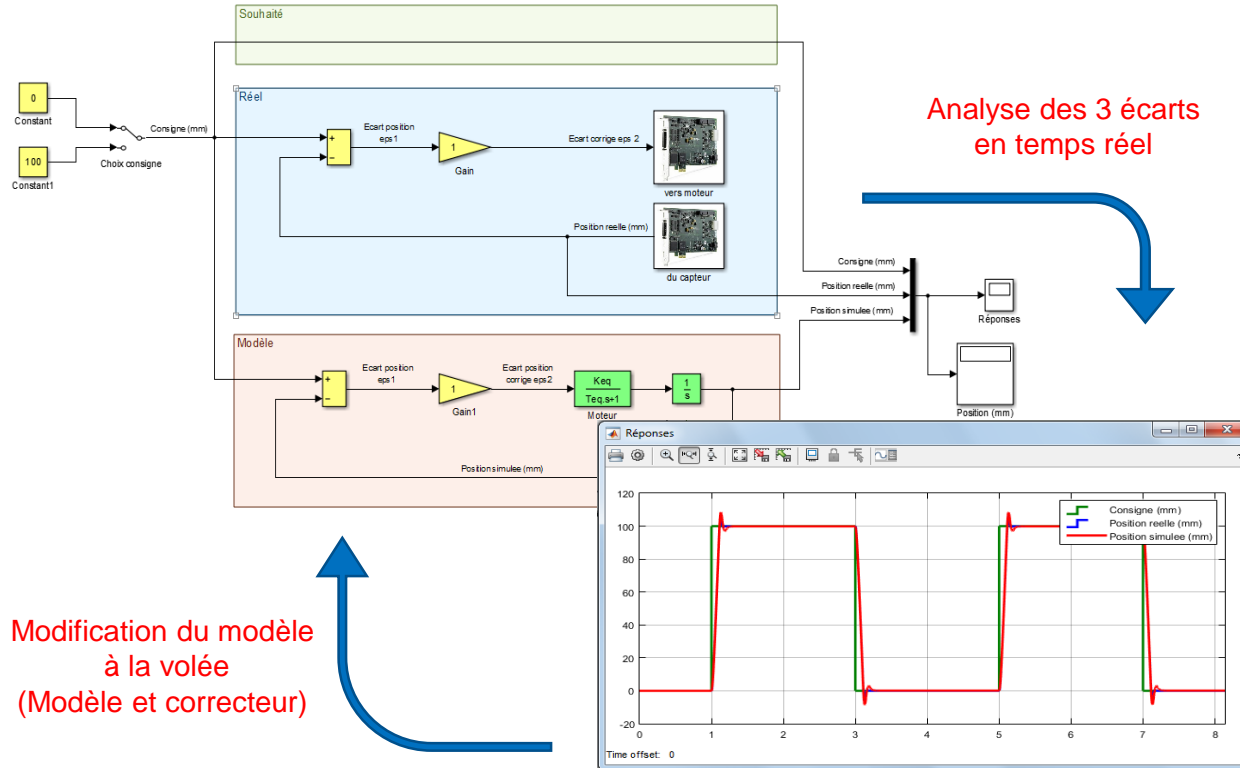 Souhaité
0
Constant
100
Constant1
Choix consigne
Consigne (mm)
Réel
+
−
Ecart position
eps1
1
Gain
Ecart corrige eps 2
vers moteur
Position reelle (mm)
du capteur
Analyse des 3 écarts
en temps réel
Consigne (mm)
Position reelle (mm)
Position simulee (mm)
Réponses
Position (mm)
Modèle
+
−
Ecart position
eps1
1
Gain1
Ecart position
corrige eps2
Keq
Teq.s+1
Moteur
1
s
Position simulee (mm)
Réponses
120
100
80
60
40
20
0
-20
0
1
2
3
4
5
6
7
8
Consigne (mm)
Position reelle (mm)
Position simulee (mm)
Time offset: 0
Modification du modèle
à la volée
(Modèle et correcteur)